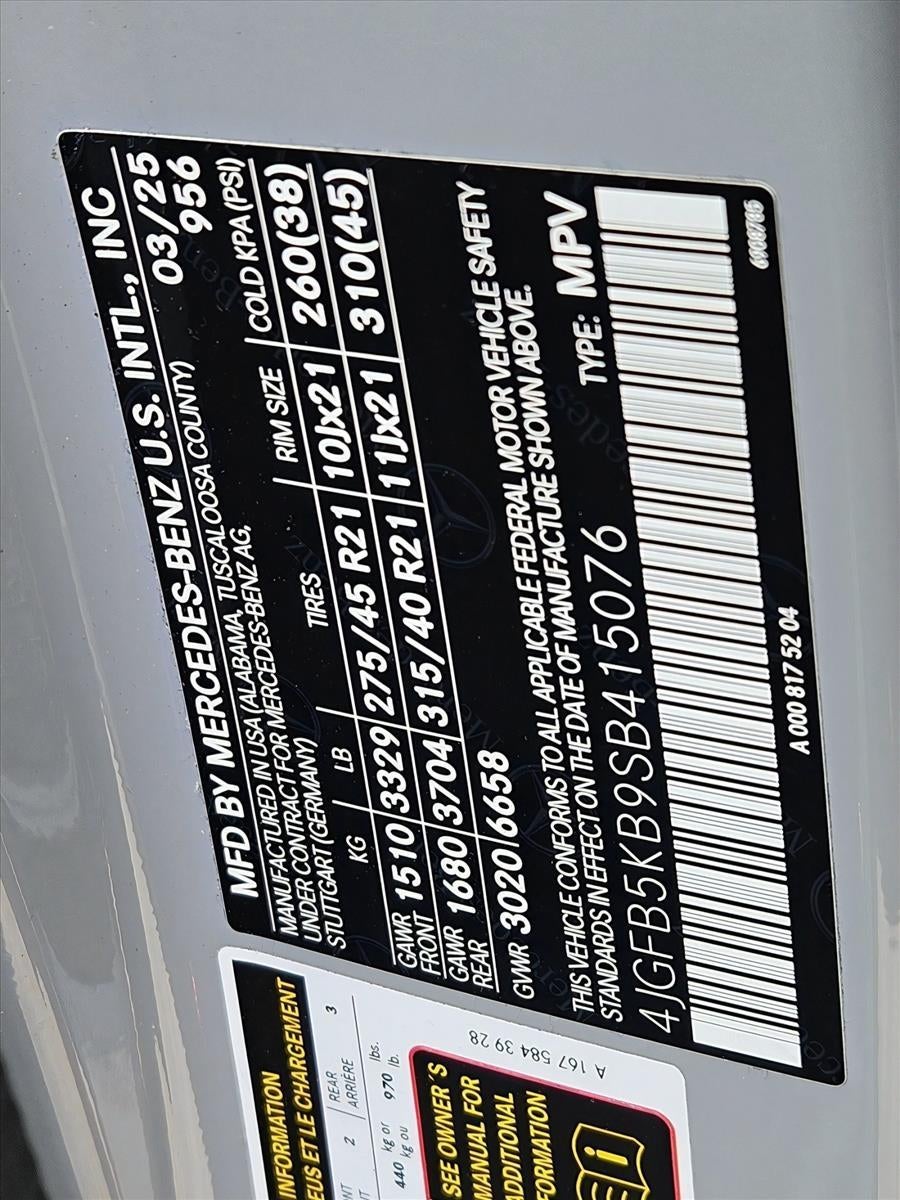 MFD BY MERCEDES-BENZ U.S. INTL., INC
MANUFACTURED IN USA (ALABAMA, TUSCALOOSA COUNTY) 03/25
UNDER CONTRACT FOR MERCEDES-BENZ AG, 956
STUTTGART (GERMANY)
KG LB TIRES RIM SIZE COLD KPA (PSI)
GAWR FRONT 1510 3329 275/45 R21 10Jx21 260(38)
GAWR REAR 1680 3704 315/40 R21 11Jx21 310(45)
GVWR 3020 6658
THIS VEHICLE CONFORMS TO ALL APPLICABLE FEDERAL MOTOR VEHICLE SAFETY
STANDARDS IN EFFECT ON THE DATE OF MANUFACTURE SHOWN ABOVE.
4JGFB5KB9SB415076 TYPE: MPV
A 000 817 52 04
INFORMATION
EUS ET LE CHARGEMENT
2 REAR ARRIÈRE 3
440 kg or kg ou 970 lbs. lb.
SEE OWNER'S
MANUAL FOR
ADDITIONAL
FORMATION
A 167 584 39 28